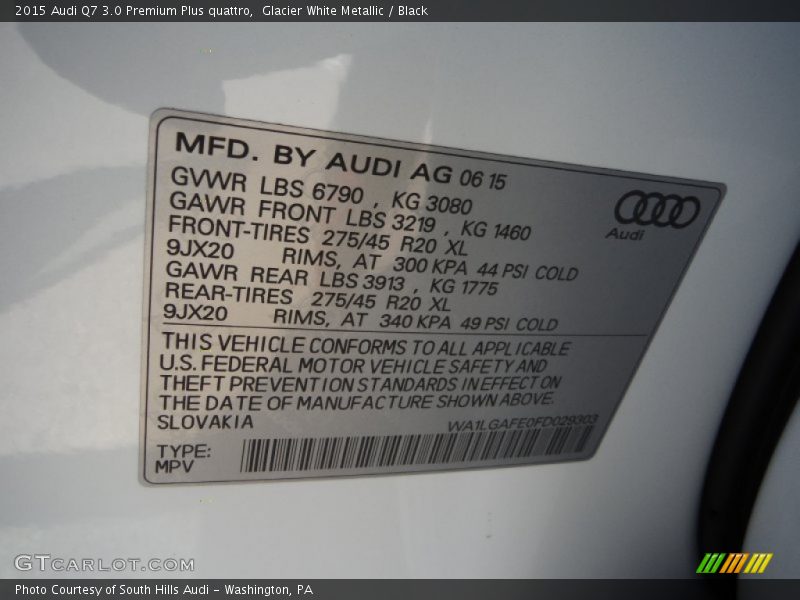 2015 Audi Q7 3.0 Premium Plus quattro,  Glacier White Metallic / Black
MFD. BY AUDI AG 06 15
GVWR LBS 6790 , KG 3080
GAWR FRONT LBS 3219 , KG 1460
FRONT-TIRES 275/45 R20 XL
9JX20 RIMS, AT 300 KPA 44 PSI COLD
GAWR REAR LBS 3913 , KG 1775
REAR-TIRES 275/45 R20 XL
9JX20 RIMS, AT 340 KPA 49 PSI COLD
Audi
THIS VEHICLE CONFORMS TO ALL APPLICABLE
U.S. FEDERAL MOTOR VEHICLE SAFETY AND
THEFT PREVENTION STANDARDS IN EFFECT ON
THE DATE OF MANUFACTURE SHOWN ABOVE.
SLOVAKIA WA1LGAFE0FD029303
TYPE:
MPV
GTCARLOT.COM
Photo Courtesy of South Hills Audi - Washington, PA